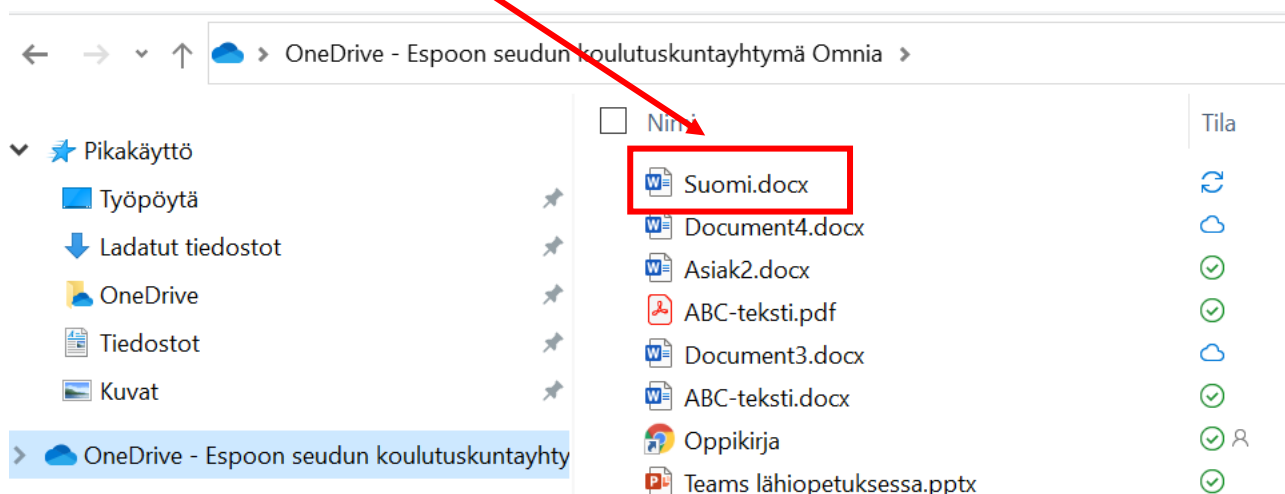 OneDrive - Espoon seudun koulutuskuntayhtymä Omnia
Nimi
Tila
Pikakäyttö
Työpöytä
Ladatut tiedostot
OneDrive
Tiedostot
Kuvat
OneDrive - Espoon seudun koulutuskuntayhty
Suomi.docx
Document4.docx
Asiak2.docx
ABC-teksti.pdf
Document3.docx
ABC-teksti.docx
Oppikirja
Teams lähiopetuksessa.pptx